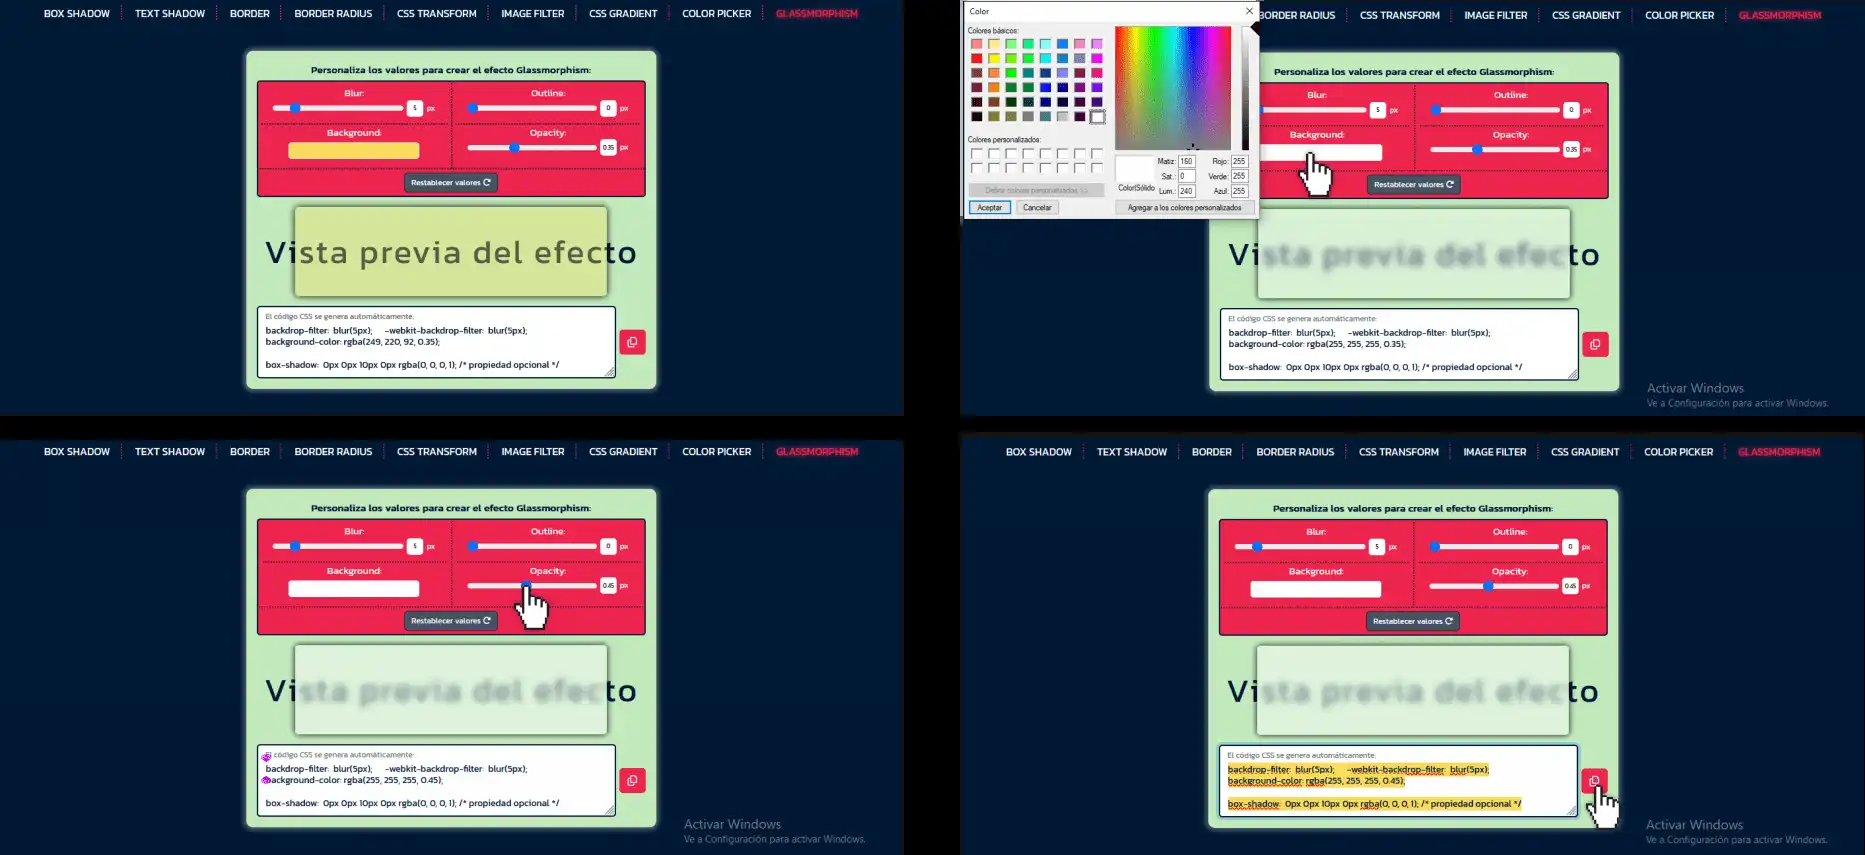 BOX SHADOW TEXT SHADOW BORDER BORDER RADIUS CSS TRANSFORM IMAGE FILTER CSS GRADIENT COLOR PICKER GLASSMORPHISM
Personaliza los valores para crear el efecto Glassmorphism:
Blur: Outline:
5 px 0 px
Background: Opacity:
0.35 px
Restablecer valores
Vista previa del efecto
El código CSS se genera automáticamente:
backdrop-filter: blur(5px); -webkit-backdrop-filter: blur(5px);
background-color: rgba(249, 220, 92, 0.35);
box-shadow: 0px 0px 10px 0px rgba(0, 0, 0, 1); /* propiedad opcional */
Color
Colores básicos:
Colores personalizados:
Definir colores personalizados >>
Matiz: 160 Rojo: 255
Sat.: 0 Verde: 255
Color|Sólido Lum.: 240 Azul: 255
Aceptar Cancelar Agregar a los colores personalizados
BORDER RADIUS CSS TRANSFORM IMAGE FILTER CSS GRADIENT COLOR PICKER GLASSMORPHISM
Personaliza los valores para crear el efecto Glassmorphism:
Blur: Outline:
5 px 0 px
Background: Opacity:
0.35 px
Restablecer valores
Vista previa del efecto
El código CSS se genera automáticamente:
backdrop-filter: blur(5px); -webkit-backdrop-filter: blur(5px);
background-color: rgba(255, 255, 255, 0.35);
box-shadow: 0px 0px 10px 0px rgba(0, 0, 0, 1); /* propiedad opcional */
Activar Windows
Ve a Configuración para activar Windows.
BOX SHADOW TEXT SHADOW BORDER BORDER RADIUS CSS TRANSFORM IMAGE FILTER CSS GRADIENT COLOR PICKER GLASSMORPHISM
Personaliza los valores para crear el efecto Glassmorphism:
Blur: Outline:
5 px 0 px
Background: Opacity:
0.45 px
Restablecer valores
Vista previa del efecto
El código CSS se genera automáticamente:
backdrop-filter: blur(5px); -webkit-backdrop-filter: blur(5px);
background-color: rgba(255, 255, 255, 0.45);
box-shadow: 0px 0px 10px 0px rgba(0, 0, 0, 1); /* propiedad opcional */
Activar Windows
Ve a Configuración para activar Windows.
BOX SHADOW TEXT SHADOW BORDER BORDER RADIUS CSS TRANSFORM IMAGE FILTER CSS GRADIENT COLOR PICKER GLASSMORPHISM
Personaliza los valores para crear el efecto Glassmorphism:
Blur: Outline:
5 px 0 px
Background: Opacity:
0.45 px
Restablecer valores
Vista previa del efecto
El código CSS se genera automáticamente:
backdrop-filter: blur(5px); -webkit-backdrop-filter: blur(5px);
background-color: rgba(255, 255, 255, 0.45);
box-shadow: 0px 0px 10px 0px rgba(0, 0, 0, 1); /* propiedad opcional */
Activar Windows
Ve a Configuración para activar Windows.